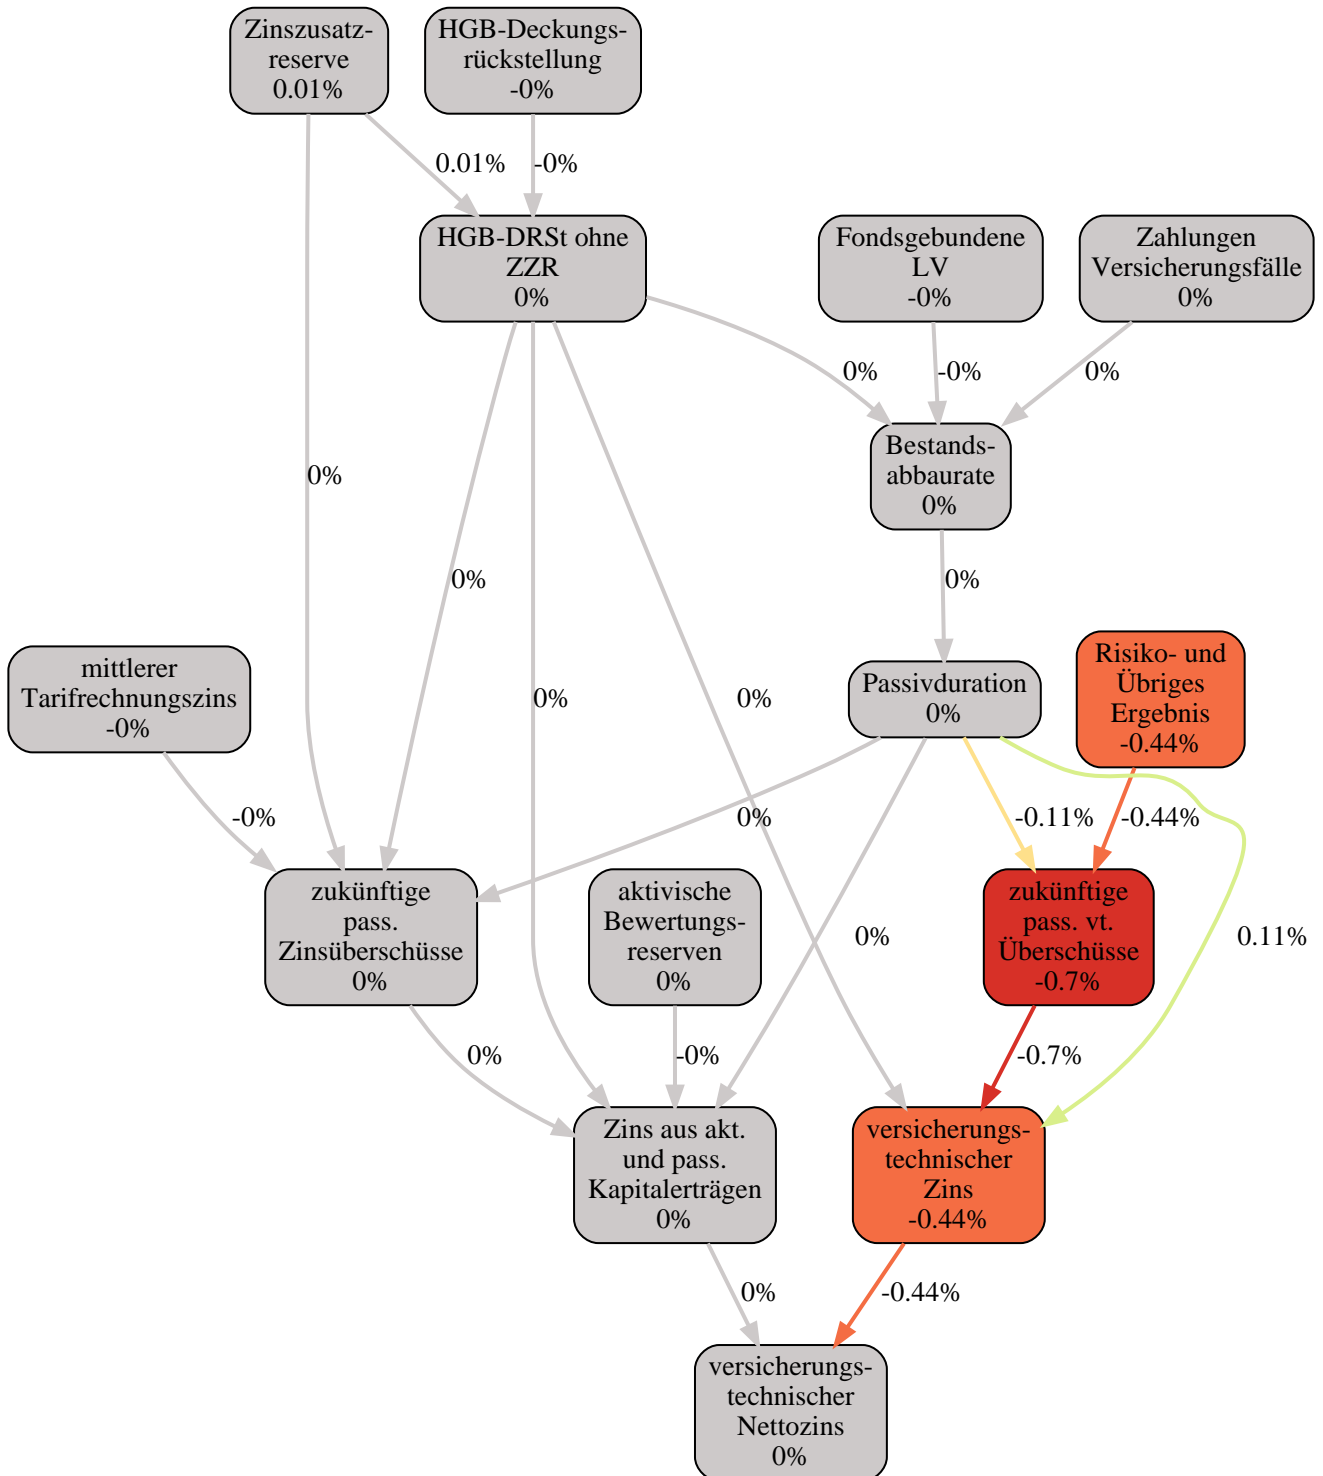 Zinszusatz-
reserve
0.01%
HGB-Deckungs-
rückstellung
-0%
0.01%
-0%
HGB-DRSt ohne
ZZR
0%
Fondsgebundene
LV
-0%
Zahlungen
Versicherungsfälle
0%
0%
-0%
0%
Bestands-
abbaurate
0%
0%
0%
0%
mittlerer
Tarifrechnungszins
-0%
0%
0%
Passivduration
0%
Risiko- und
Übriges
Ergebnis
-0.44%
-0%
0%
-0.11%
-0.44%
zukünftige
pass.
Zinsüberschüsse
0%
aktivische
Bewertungs-
reserven
0%
0%
zukünftige
pass. vt.
Überschüsse
-0.7%
0.11%
0%
-0%
-0.7%
Zins aus akt.
und pass.
Kapitalerträgen
0%
versicherungs-
technischer
Zins
-0.44%
0%
-0.44%
versicherungs-
technischer
Nettozins
0%